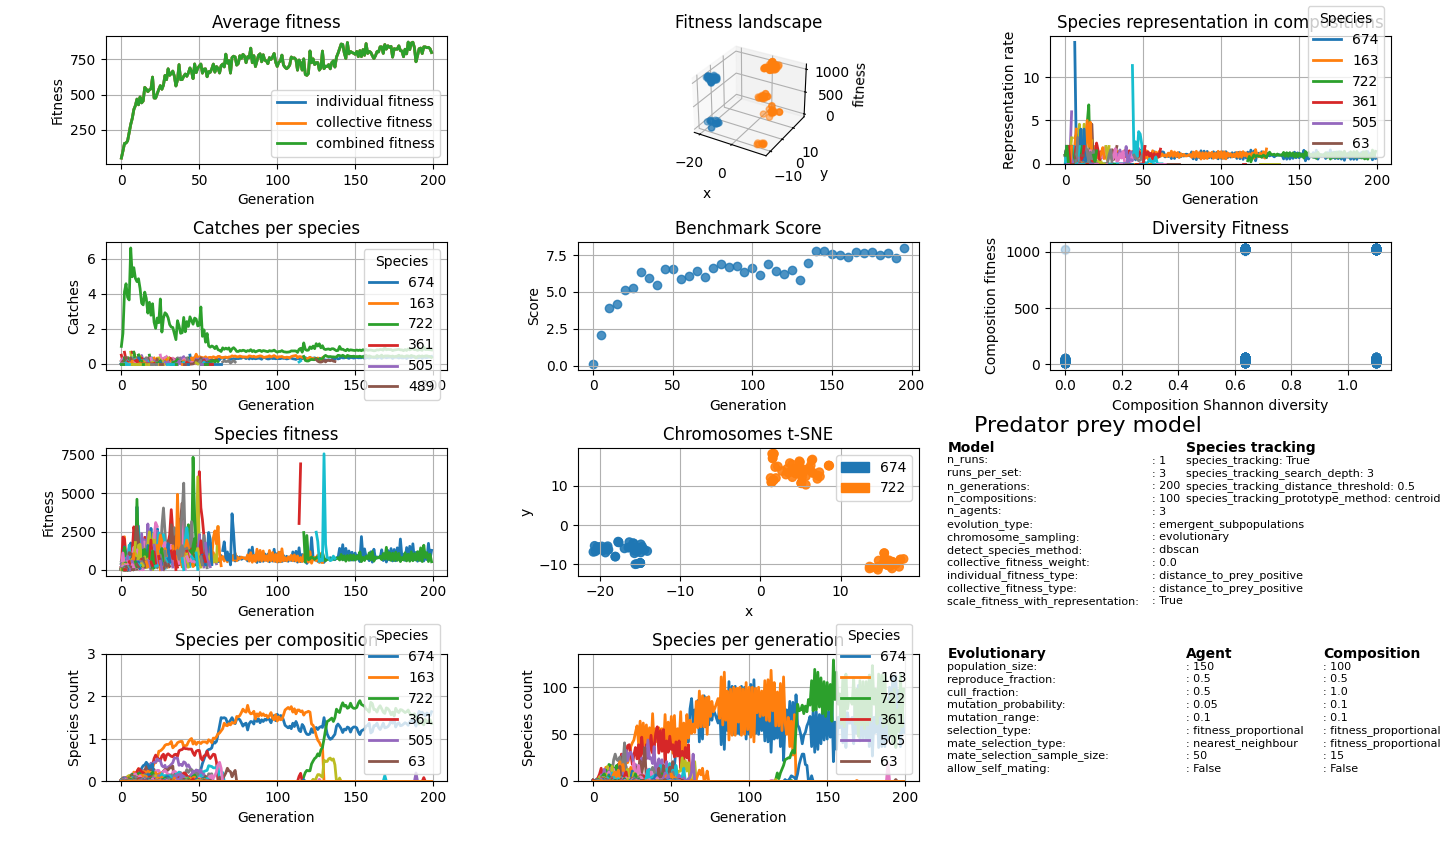 Average fitness
Fitness
750
500
250
individual fitness
collective fitness
combined fitness
0 50 100 150 200
Generation
Fitness landscape
1000
500
0
fitness
−20 0
x
−10 0 10
y
Species representation in compositions
Representation rate
10
5
0
Species
674
163
722
361
505
63
0 50 100 150 200
Generation
Catches per species
Catches
6
4
2
0
Species
674
163
722
361
505
489
0 50 100 150 200
Generation
Benchmark Score
Score
7.5
5.0
2.5
0.0
0 50 100 150 200
Generation
Diversity Fitness
Composition fitness
1000
500
0
0.0 0.2 0.4 0.6 0.8 1.0
Composition Shannon diversity
Species fitness
Fitness
7500
5000
2500
0
0 50 100 150 200
Generation
Chromosomes t-SNE
y
10
0
−10
674
722
−20 −10 0 10
x
Predator prey model
Model
n_runs: : 1
runs_per_set: : 3
n_generations: : 200
n_compositions: : 100
n_agents: : 3
evolution_type: : emergent_subpopulations
chromosome_sampling: : evolutionary
detect_species_method: : dbscan
collective_fitness_weight: : 0.0
individual_fitness_type: : distance_to_prey_positive
collective_fitness_type: : distance_to_prey_positive
scale_fitness_with_representation: : True
Species tracking
species_tracking: True
species_tracking_search_depth: 3
species_tracking_distance_threshold: 0.5
species_tracking_prototype_method: centroid
Species per composition
Species count
3
2
1
0
Species
674
163
722
361
505
63
0 50 100 150 200
Generation
Species per generation
Species count
100
50
0
Species
674
163
722
361
505
63
0 50 100 150 200
Generation
Evolutionary Agent Composition
population_size: : 150 : 100
reproduce_fraction: : 0.5 : 0.5
cull_fraction: : 0.5 : 1.0
mutation_probability: : 0.05 : 0.1
mutation_range: : 0.1 : 0.1
selection_type: : fitness_proportional : fitness_proportional
mate_selection_type: : nearest_neighbour : fitness_proportional
mate_selection_sample_size: : 50 : 15
allow_self_mating: : False : False